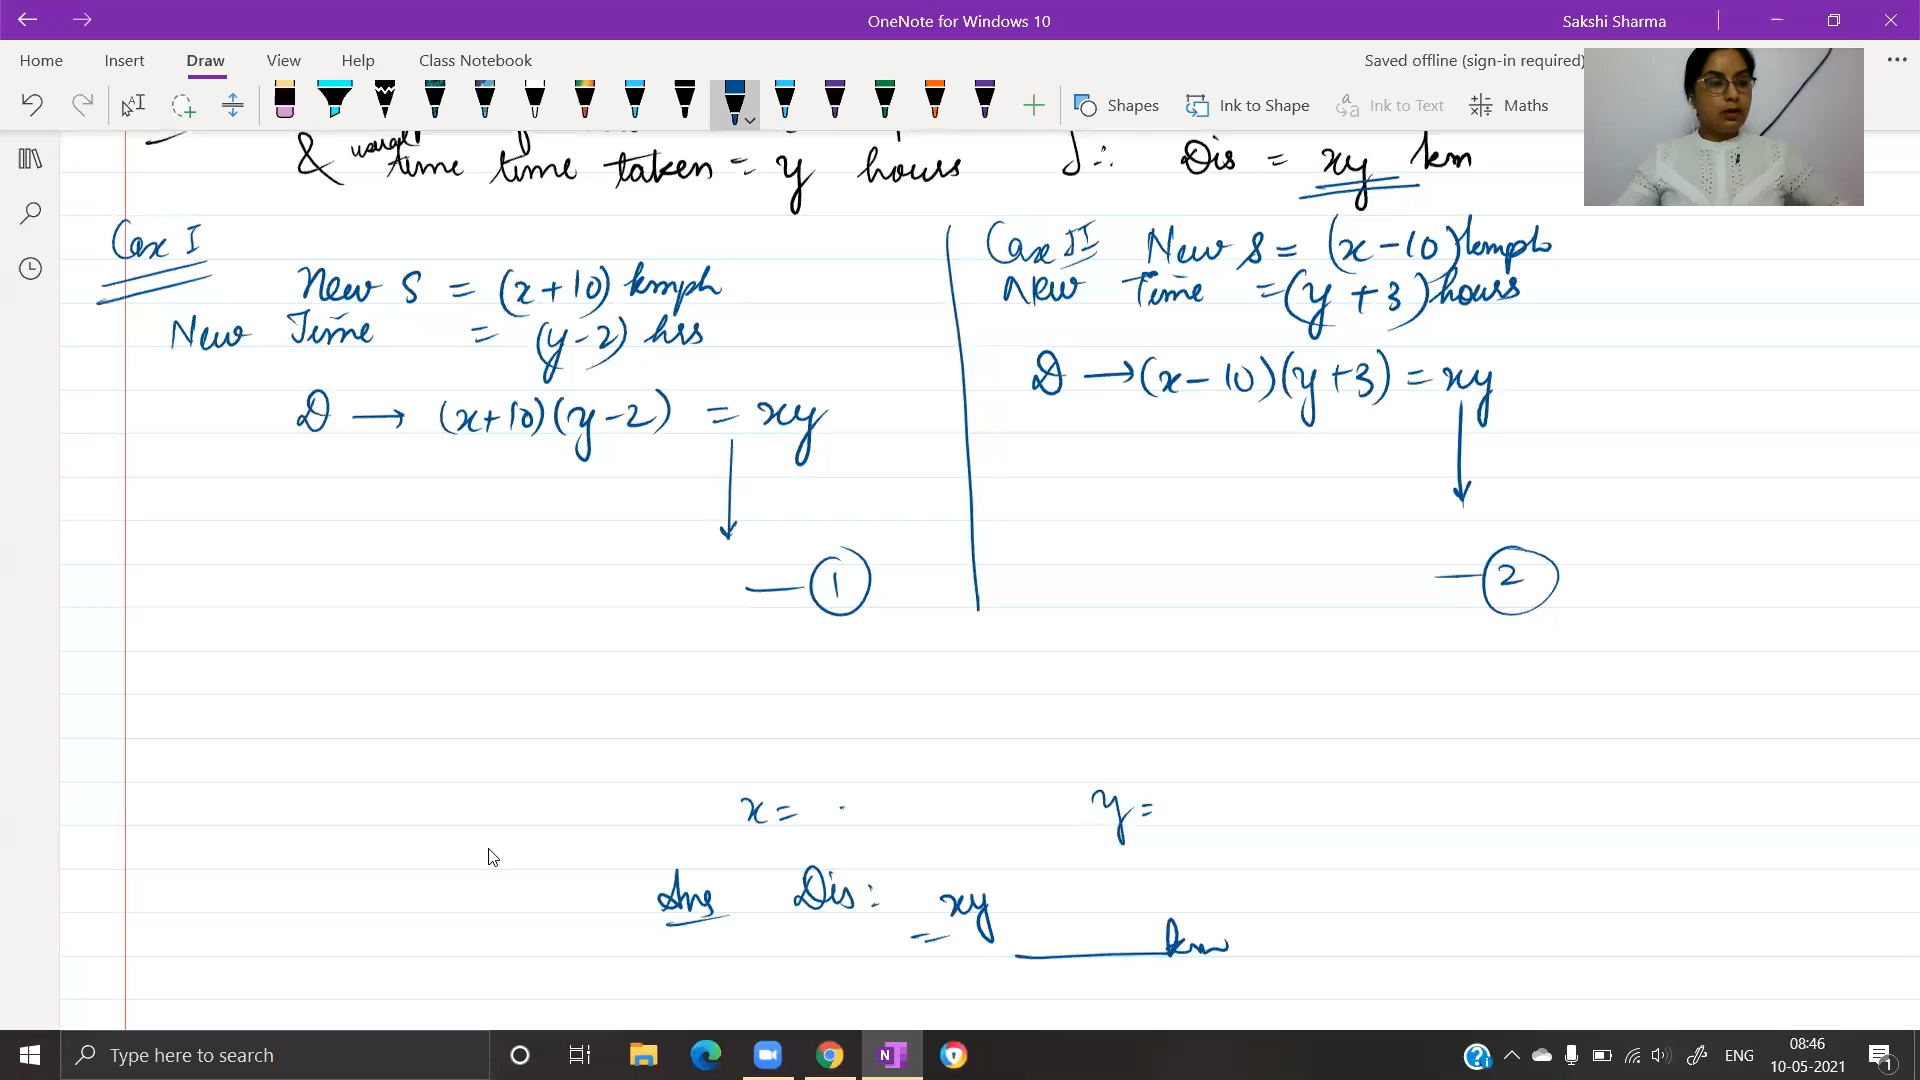 OneNote for Windows 10
Sakshi Sharma
Home Insert Draw View Help Class Notebook
Saved offline (sign-in required)
Shapes Ink to Shape Ink to Text Maths
& usual time time taken = y hours ∴ Dis = xy km
Case I
New S = (x+10) kmph
New Time = (y-2) hrs
D → (x+10)(y-2) = xy
— 1
Case II New S = (x-10) kmph
New Time = (y+3) hours
D → (x-10)(y+3) = xy
— 2
x = y =
Ans Dis: xy km
Type here to search
ENG
08:46
10-05-2021
1